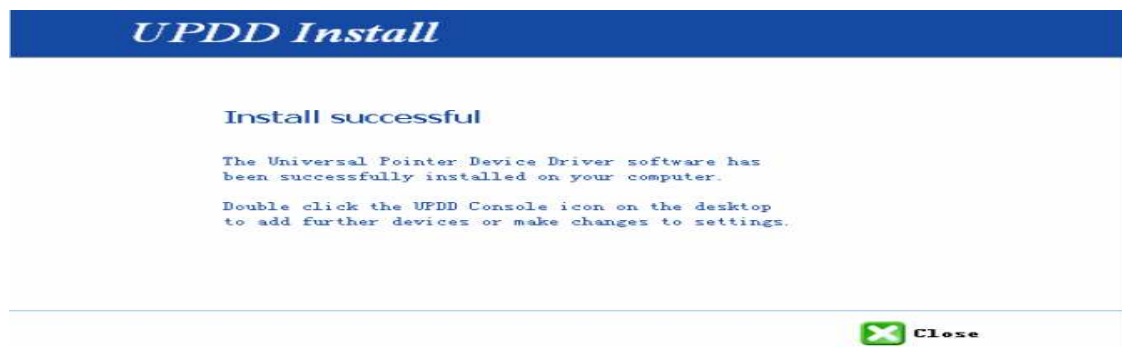 UPDD Install
Install successful
The Universal Pointer Device Driver software has
been successfully installed on your computer.
Double click the UPDD Console icon on the desktop
to add further devices or make changes to settings.
Close